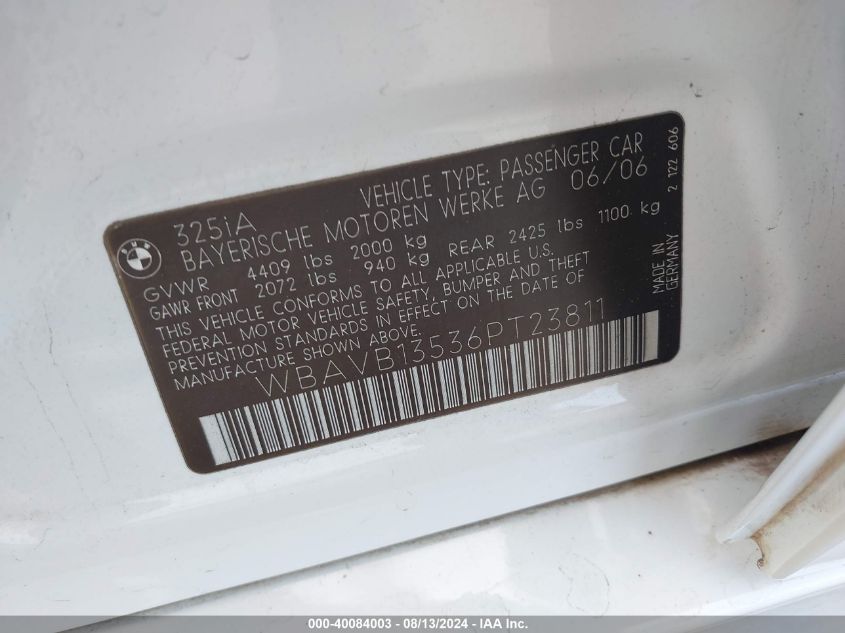 325iA VEHICLE TYPE: PASSENGER CAR
BAYERISCHE MOTOREN WERKE AG 06/06
GVWR 4409 lbs 2000 kg
GAWR FRONT 2072 lbs 940 kg REAR 2425 lbs 1100 kg
THIS VEHICLE CONFORMS TO ALL APPLICABLE U.S.
FEDERAL MOTOR VEHICLE SAFETY, BUMPER AND THEFT
PREVENTION STANDARDS IN EFFECT ON THE DATE OF
MANUFACTURE SHOWN ABOVE.
WBAVB13536PT23811
MADE IN
GERMANY
2 122 606
BMW
000-40084003 - 08/13/2024 - IAA Inc.